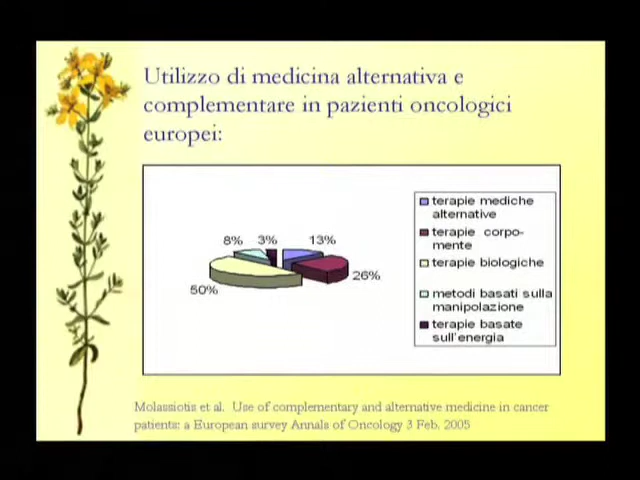 Utilizzo di medicina alternativa e
complementare in pazienti oncologici
europei:
8%
3%
13%
26%
50%
terapie mediche
alternative
terapie corpo-
mente
terapie biologiche
metodi basati sulla
manipolazione
terapie basate
sull'energia
Molassiotis et al. Use of complementary and alternative medicine in cancer
patients: a European survey Annals of Oncology 3 Feb. 2005